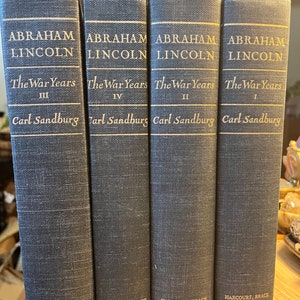 ABRAHAM
LINCOLN
The War Years
III
Carl Sandburg
ABRAHAM
LINCOLN
The War Years
IV
Carl Sandburg
ABRAHAM
LINCOLN
The War Years
II
Carl Sandburg
ABRAHAM
LINCOLN
The War Years
I
Carl Sandburg
HARCOURT, BRACE